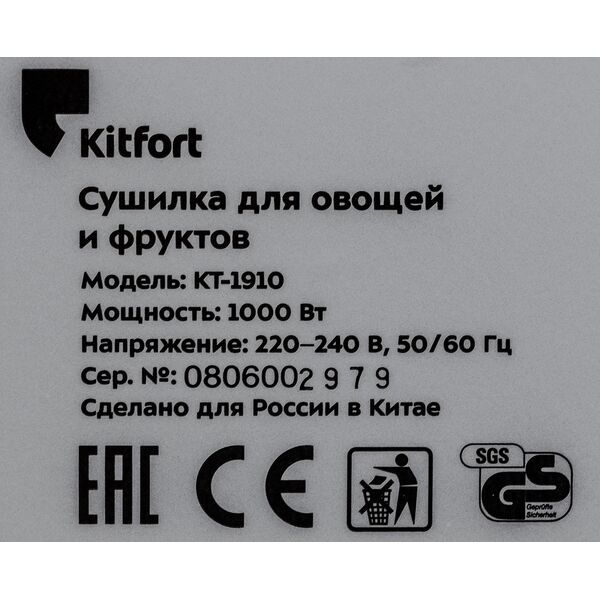 Kitfort
Сушилка для овощей
и фруктов
Модель: КТ-1910
Мощность: 1000 Вт
Напряжение: 220–240 В, 50/60 Гц
Сер. №: 0806002979
Сделано для России в Китае
EAC CE SGS GS
Geprüfte
Sicherheit